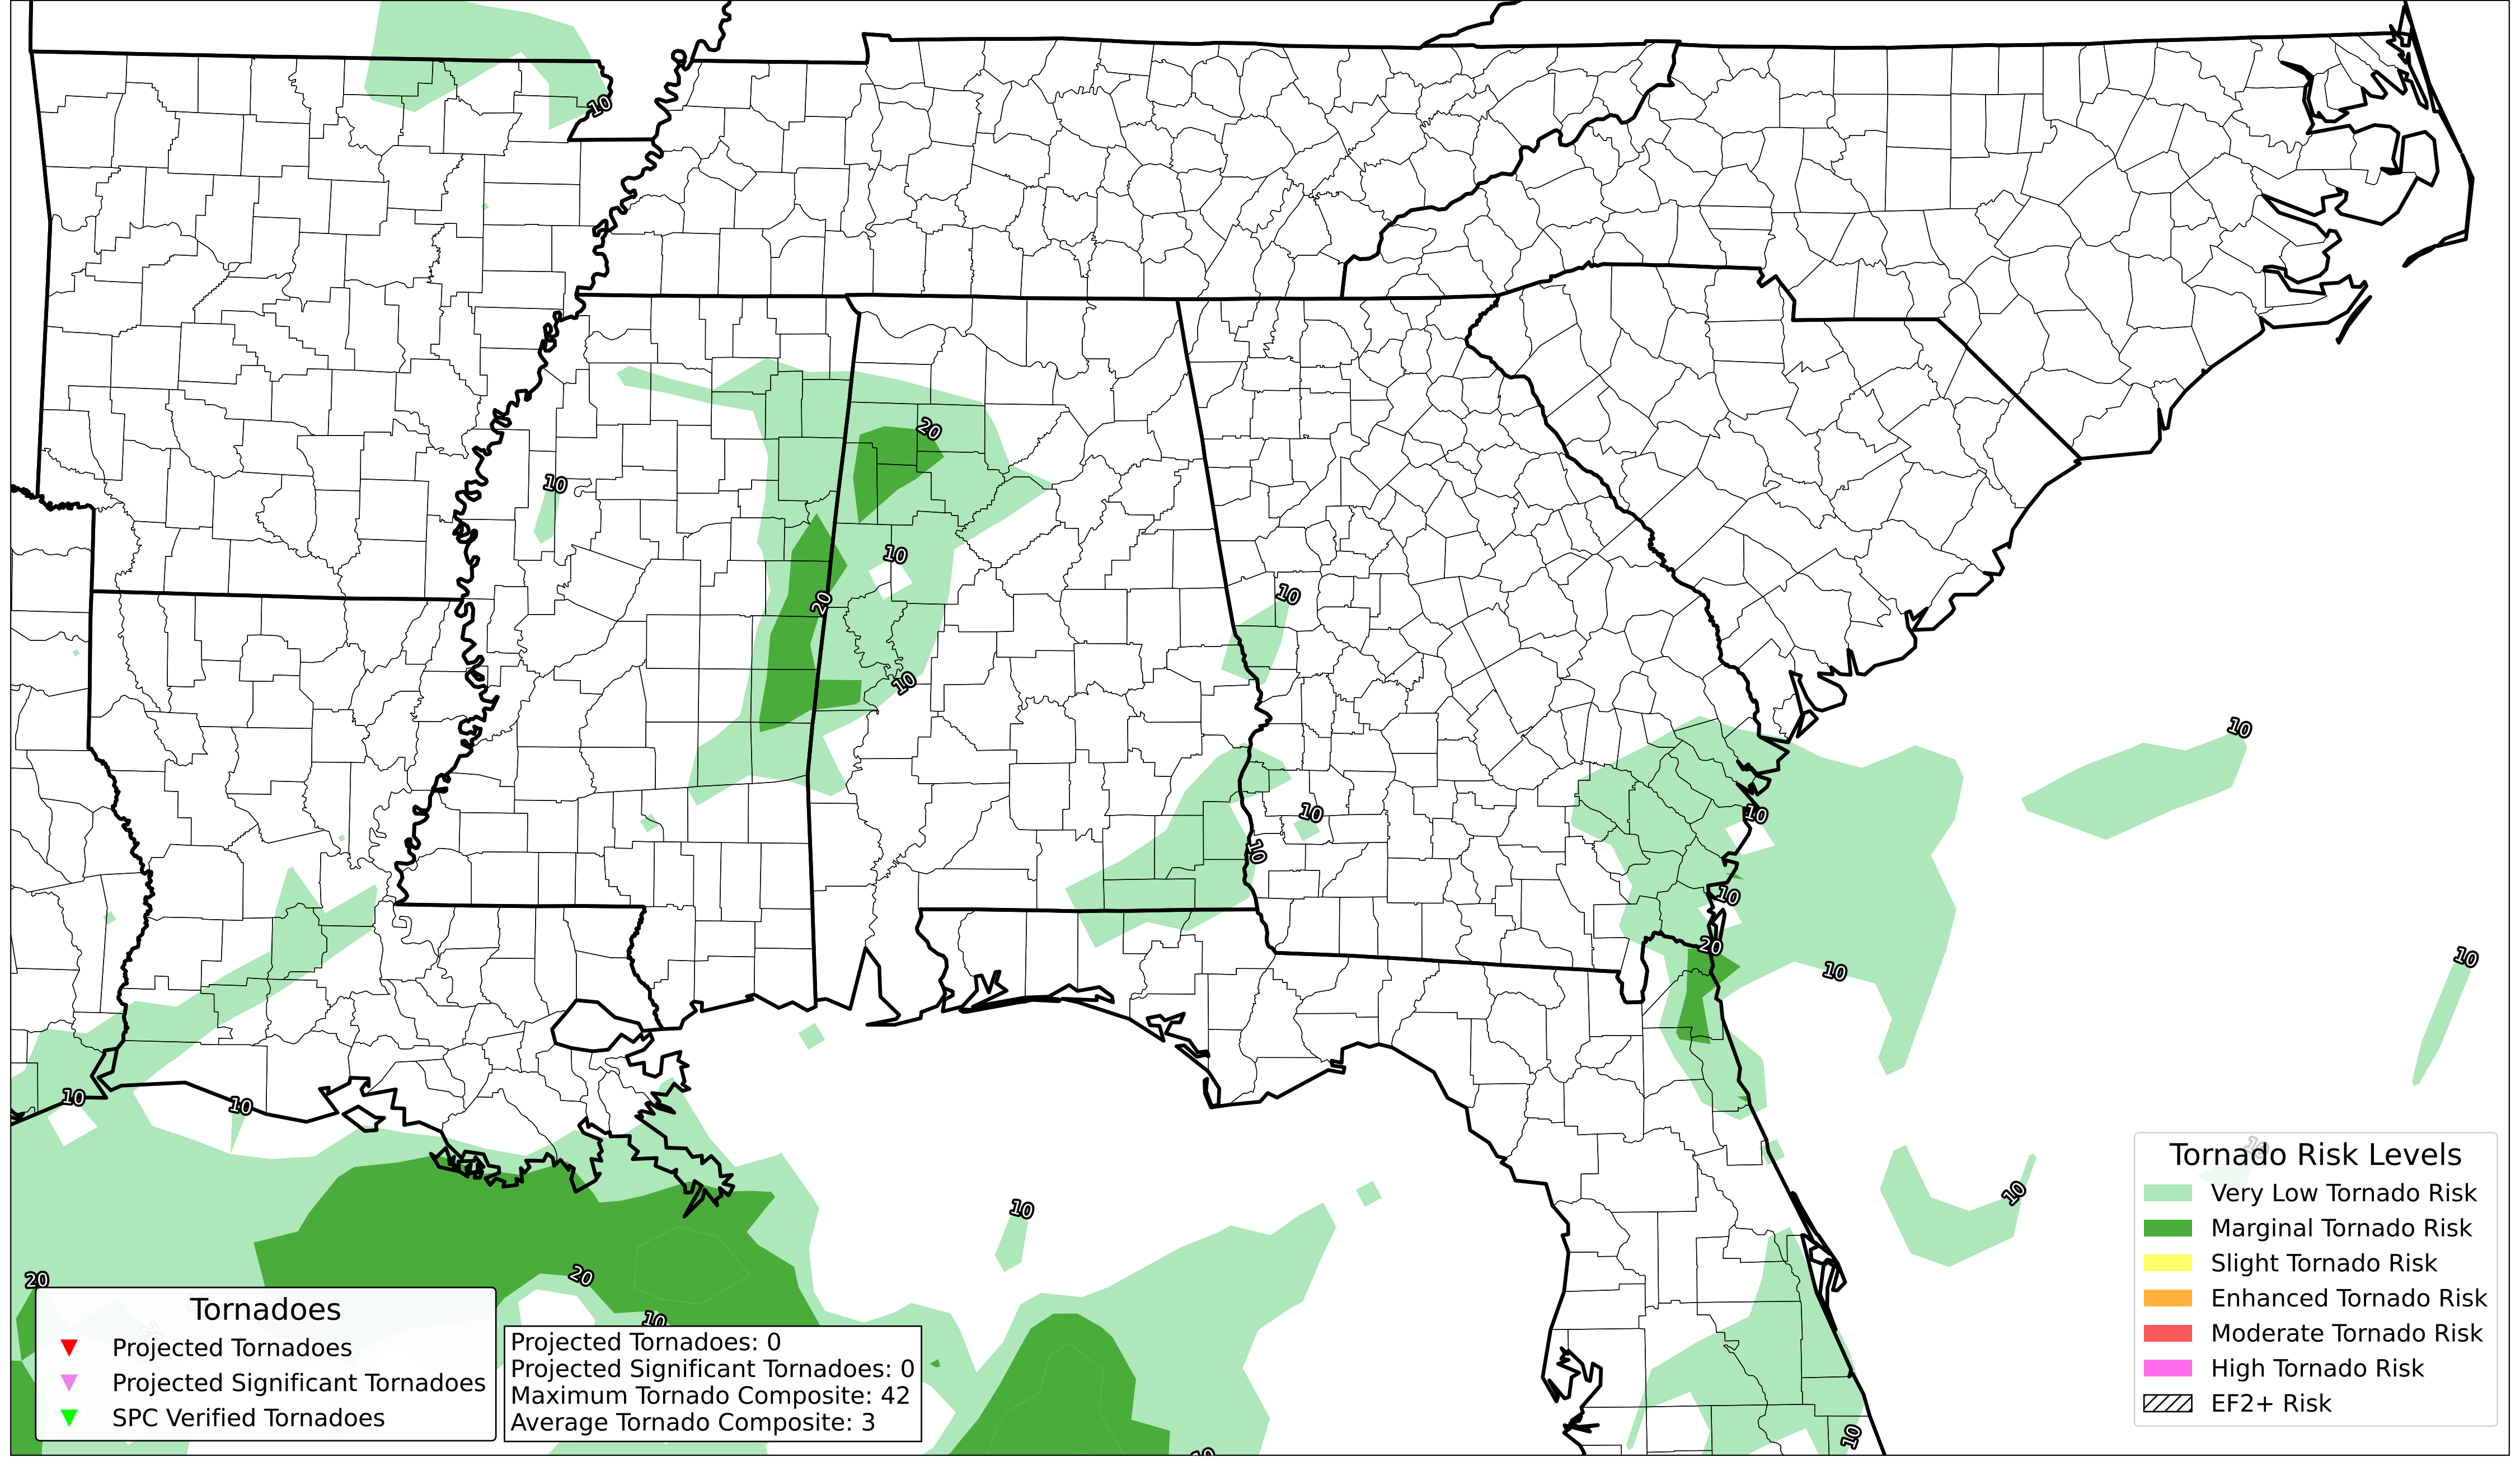 10
20
10
10
20
10
10
10
10
10
10
10
10
20
10
10
10
10
10
10
10
20
20
10
10
10
Tornado Risk Levels
Very Low Tornado Risk
Marginal Tornado Risk
Slight Tornado Risk
Enhanced Tornado Risk
Moderate Tornado Risk
High Tornado Risk
EF2+ Risk
Tornadoes
Projected Tornadoes
Projected Significant Tornadoes
SPC Verified Tornadoes
Projected Tornadoes: 0
Projected Significant Tornadoes: 0
Maximum Tornado Composite: 42
Average Tornado Composite: 3